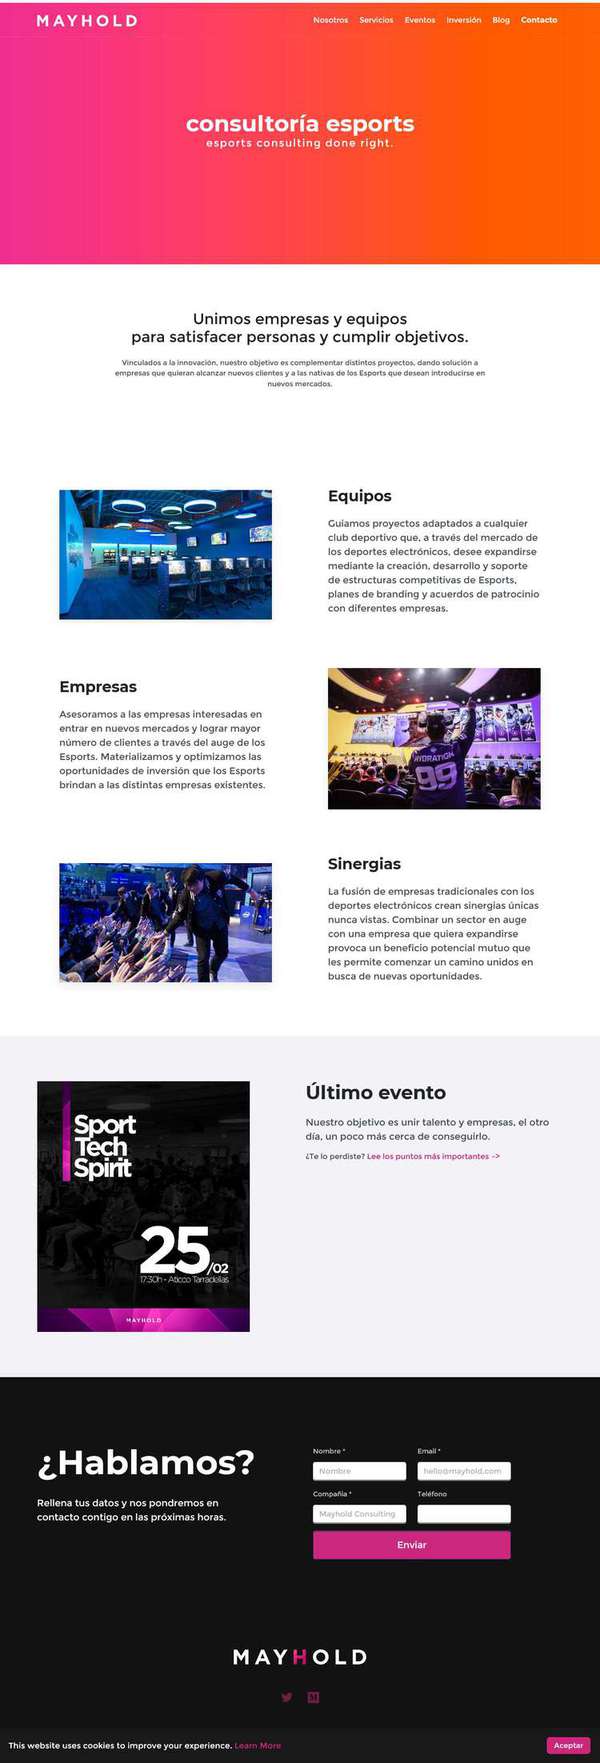 MAYHOLD
Nosotros Servicios Eventos Inversión Blog Contacto
consultoría esports
esports consulting done right.
Unimos empresas y equipos
para satisfacer personas y cumplir objetivos.
Vinculados a la innovación, nuestro objetivo es complementar distintos proyectos, dando solución a
empresas que quieran alcanzar nuevos clientes y a las nativas de los Esports que desean introducirse en
nuevos mercados.
Equipos
Guiamos proyectos adaptados a cualquier
club deportivo que, a través del mercado de
los deportes electrónicos, desee expandirse
mediante la creación, desarrollo y soporte
de estructuras competitivas de Esports,
planes de branding y acuerdos de patrocinio
con diferentes empresas.
Empresas
Asesoramos a las empresas interesadas en
entrar en nuevos mercados y lograr mayor
número de clientes a través del auge de los
Esports. Materializamos y optimizamos las
oportunidades de inversión que los Esports
brindan a las distintas empresas existentes.
HYDRATION
99
Sinergias
La fusión de empresas tradicionales con los
deportes electrónicos crean sinergias únicas
nunca vistas. Combinar un sector en auge
con una empresa que quiera expandirse
provoca un beneficio potencial mutuo que
les permite comenzar un camino unidos en
busca de nuevas oportunidades.
Sport
Tech
Spirit
25/02
17:30h - Aticco Tarradellas
MAYHOLD
Último evento
Nuestro objetivo es unir talento y empresas, el otro
día, un poco más cerca de conseguirlo.
¿Te lo perdiste? Lee los puntos más importantes ->
¿Hablamos?
Rellena tus datos y nos pondremos en
contacto contigo en las próximas horas.
Nombre * Email *
Nombre hello@mayhold.com
Compañía * Teléfono
Mayhold Consulting
Enviar
MAYHOLD
This website uses cookies to improve your experience. Learn More
Aceptar